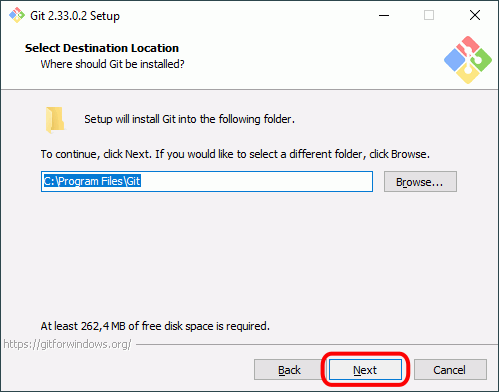 Git 2.33.0.2 Setup
Select Destination Location
Where should Git be installed?
Setup will install Git into the following folder.
To continue, click Next. If you would like to select a different folder, click Browse.
C:\Program Files\Git
Browse...
At least 262,4 MB of free disk space is required.
https://gitforwindows.org/
Back
Next
Cancel